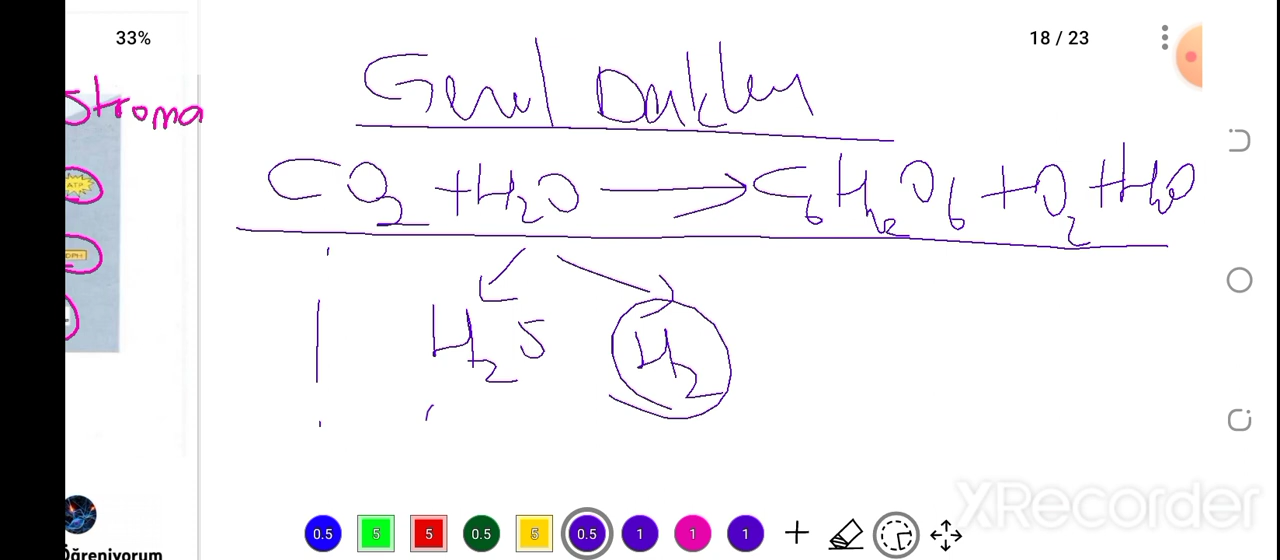 33%
18 / 23
Stroma
Genel Denklem
CO2 + H2O → C6H12O6 + O2 + H2O
ATP
H2S
H2
0.5 5 5 0.5 5 0.5 1 1 1
Öğreniyorum
XRecorder